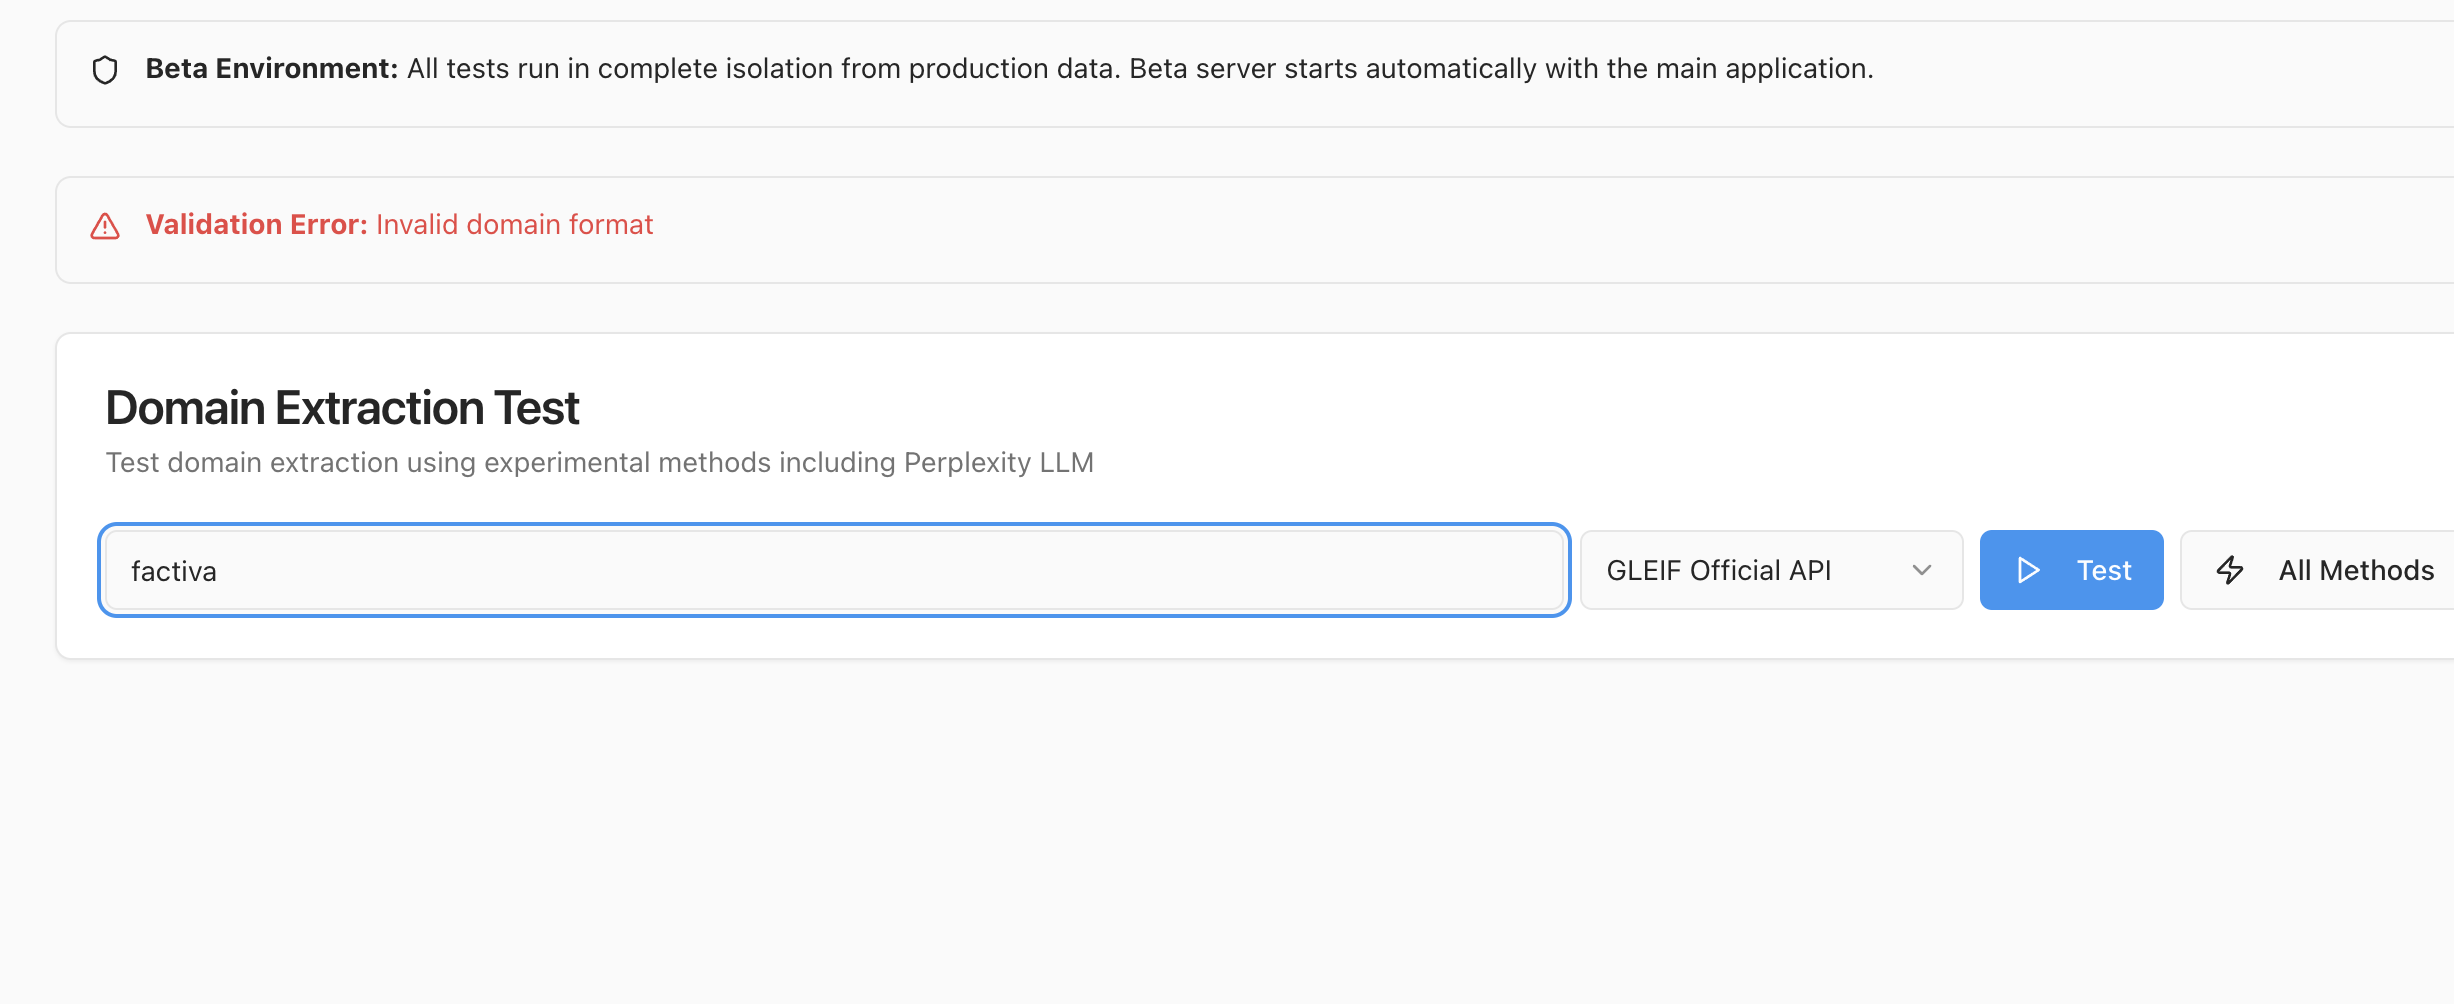 Beta Environment: All tests run in complete isolation from production data. Beta server starts automatically with the main application.
Validation Error: Invalid domain format
Domain Extraction Test
Test domain extraction using experimental methods including Perplexity LLM
factiva
GLEIF Official API
Test
All Methods